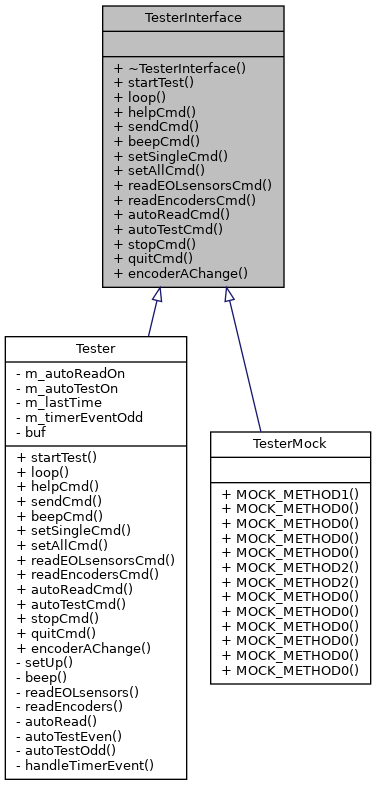 TesterInterface
+ ~TesterInterface()
+ startTest()
+ loop()
+ helpCmd()
+ sendCmd()
+ beepCmd()
+ setSingleCmd()
+ setAllCmd()
+ readEOLsensorsCmd()
+ readEncodersCmd()
+ autoReadCmd()
+ autoTestCmd()
+ stopCmd()
+ quitCmd()
+ encoderAChange()
Tester
- m_autoReadOn
- m_autoTestOn
- m_lastTime
- m_timerEventOdd
- buf
+ startTest()
+ loop()
+ helpCmd()
+ sendCmd()
+ beepCmd()
+ setSingleCmd()
+ setAllCmd()
+ readEOLsensorsCmd()
+ readEncodersCmd()
+ autoReadCmd()
+ autoTestCmd()
+ stopCmd()
+ quitCmd()
+ encoderAChange()
- setUp()
- beep()
- readEOLsensors()
- readEncoders()
- autoRead()
- autoTestEven()
- autoTestOdd()
- handleTimerEvent()
TesterMock
+ MOCK_METHOD1()
+ MOCK_METHOD0()
+ MOCK_METHOD0()
+ MOCK_METHOD0()
+ MOCK_METHOD0()
+ MOCK_METHOD2()
+ MOCK_METHOD2()
+ MOCK_METHOD0()
+ MOCK_METHOD0()
+ MOCK_METHOD0()
+ MOCK_METHOD0()
+ MOCK_METHOD0()
+ MOCK_METHOD0()